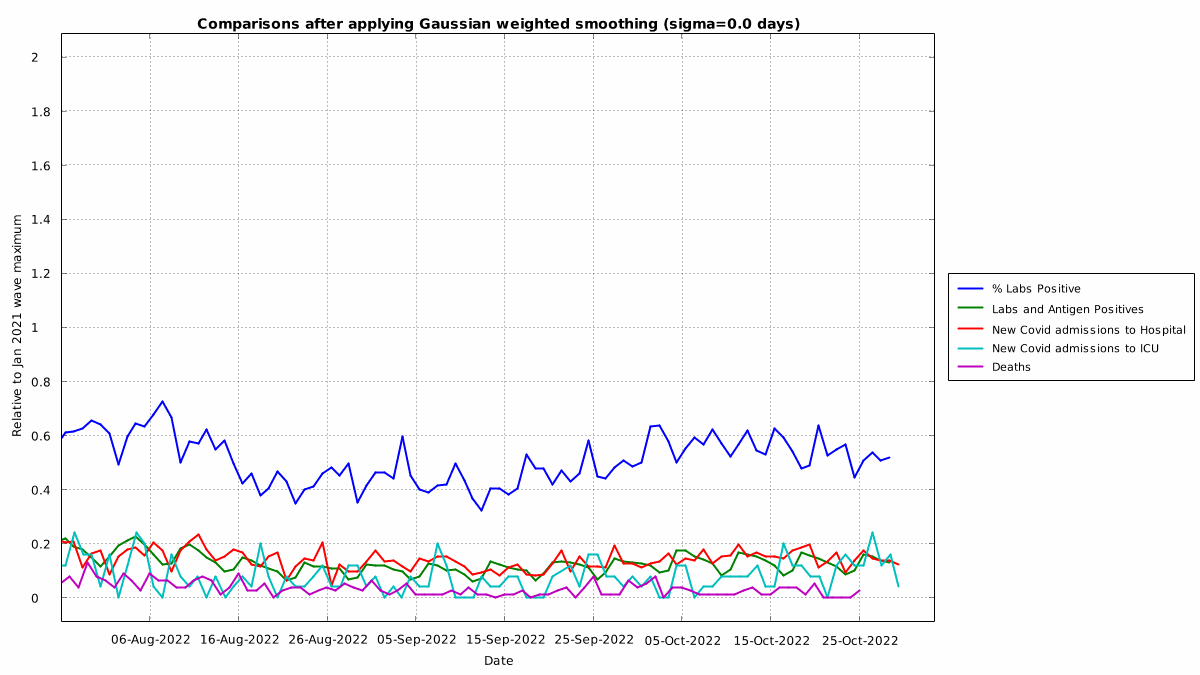 Comparisons after applying Gaussian weighted smoothing (sigma=0.0 days)
Relative to Jan 2021 wave maximum
2
1.8
1.6
1.4
1.2
1
0.8
0.6
0.4
0.2
0
06-Aug-2022 16-Aug-2022 26-Aug-2022 05-Sep-2022 15-Sep-2022 25-Sep-2022 05-Oct-2022 15-Oct-2022 25-Oct-2022
Date
% Labs Positive
Labs and Antigen Positives
New Covid admissions to Hospital
New Covid admissions to ICU
Deaths